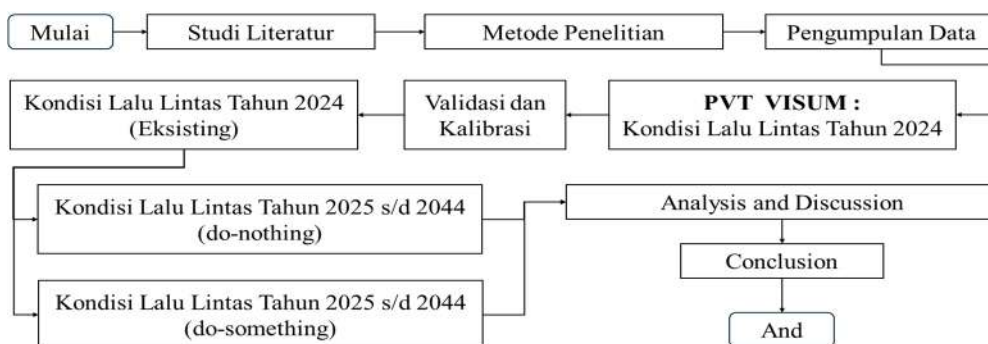 Mulai
Studi Literatur
Metode Penelitian
Pengumpulan Data
PVT VISUM :
Kondisi Lalu Lintas Tahun 2024
Validasi dan
Kalibrasi
Kondisi Lalu Lintas Tahun 2024
(Eksisting)
Kondisi Lalu Lintas Tahun 2025 s/d 2044
(do-nothing)
Kondisi Lalu Lintas Tahun 2025 s/d 2044
(do-something)
Analysis and Discussion
Conclusion
And